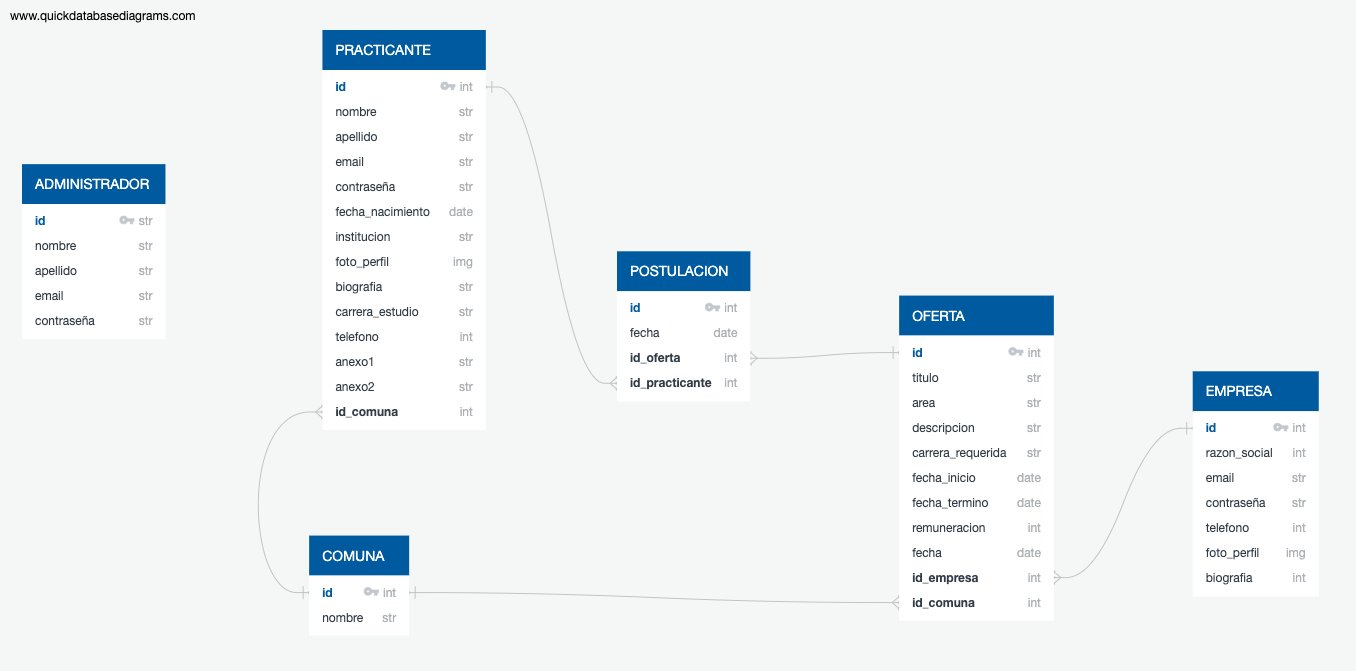 www.quickdatabasediagrams.com
PRACTICANTE
id int
nombre str
apellido str
email str
contraseña str
fecha_nacimiento date
institucion str
foto_perfil img
biografia str
carrera_estudio str
telefono int
anexo1 str
anexo2 str
id_comuna int
ADMINISTRADOR
id str
nombre str
apellido str
email str
contraseña str
POSTULACION
id int
fecha date
id_oferta int
id_practicante int
OFERTA
id int
titulo str
area str
descripcion str
carrera_requerida str
fecha_inicio date
fecha_termino date
remuneracion int
fecha date
id_empresa int
id_comuna int
EMPRESA
id int
razon_social int
email str
contraseña str
telefono int
foto_perfil img
biografia int
COMUNA
id int
nombre str